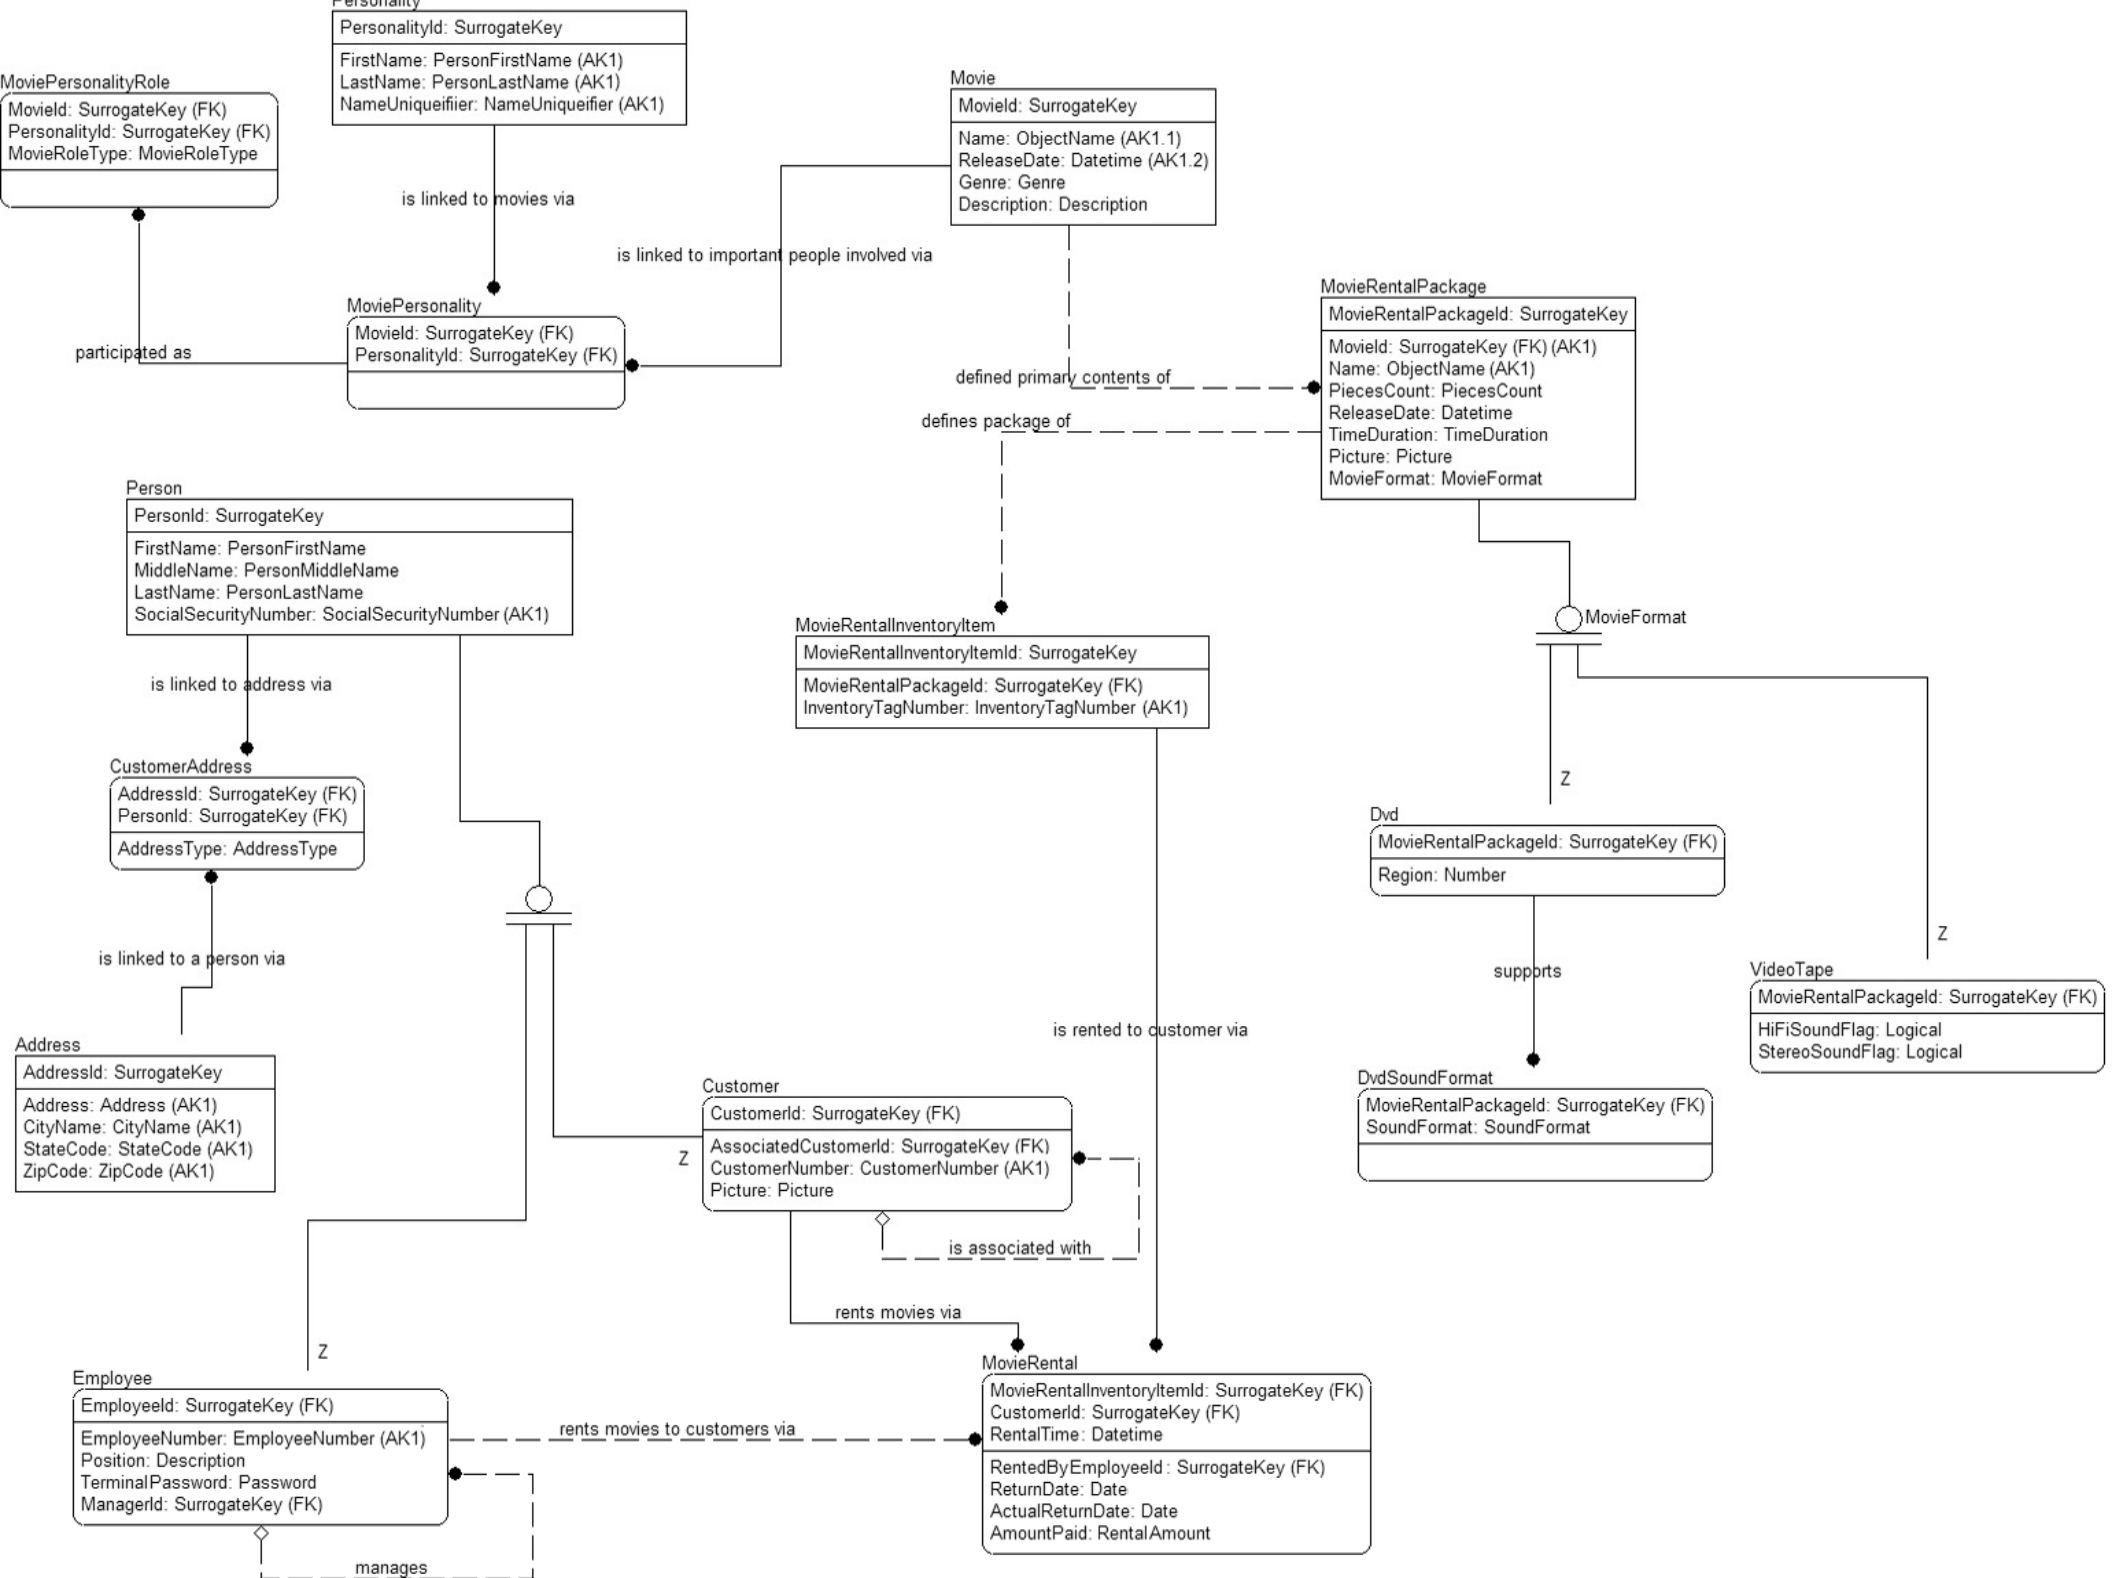 Personality
PersonalityId: SurrogateKey
FirstName: PersonFirstName (AK1)
LastName: PersonLastName (AK1)
NameUniqueifiier: NameUniqueifier (AK1)
MoviePersonalityRole
MovieId: SurrogateKey (FK)
PersonalityId: SurrogateKey (FK)
MovieRoleType: MovieRoleType
Movie
MovieId: SurrogateKey
Name: ObjectName (AK1.1)
ReleaseDate: Datetime (AK1.2)
Genre: Genre
Description: Description
is linked to movies via
is linked to important people involved via
MoviePersonality
MovieId: SurrogateKey (FK)
PersonalityId: SurrogateKey (FK)
participated as
MovieRentalPackage
MovieRentalPackageId: SurrogateKey
MovieId: SurrogateKey (FK) (AK1)
Name: ObjectName (AK1)
PiecesCount: PiecesCount
ReleaseDate: Datetime
TimeDuration: TimeDuration
Picture: Picture
MovieFormat: MovieFormat
defined primary contents of
defines package of
Person
PersonId: SurrogateKey
FirstName: PersonFirstName
MiddleName: PersonMiddleName
LastName: PersonLastName
SocialSecurityNumber: SocialSecurityNumber (AK1)
MovieRentalInventoryItem
MovieRentalInventoryItemId: SurrogateKey
MovieRentalPackageId: SurrogateKey (FK)
InventoryTagNumber: InventoryTagNumber (AK1)
MovieFormat
is linked to address via
CustomerAddress
AddressId: SurrogateKey (FK)
PersonId: SurrogateKey (FK)
AddressType: AddressType
Z
Dvd
MovieRentalPackageId: SurrogateKey (FK)
Region: Number
Z
is linked to a person via
supports
VideoTape
MovieRentalPackageId: SurrogateKey (FK)
HiFiSoundFlag: Logical
StereoSoundFlag: Logical
is rented to customer via
Address
AddressId: SurrogateKey
Address: Address (AK1)
CityName: CityName (AK1)
StateCode: StateCode (AK1)
ZipCode: ZipCode (AK1)
DvdSoundFormat
MovieRentalPackageId: SurrogateKey (FK)
SoundFormat: SoundFormat
Customer
CustomerId: SurrogateKey (FK)
AssociatedCustomerId: SurrogateKey (FK)
CustomerNumber: CustomerNumber (AK1)
Picture: Picture
Z
is associated with
rents movies via
Z
Employee
EmployeeId: SurrogateKey (FK)
EmployeeNumber: EmployeeNumber (AK1)
Position: Description
TerminalPassword: Password
ManagerId: SurrogateKey (FK)
rents movies to customers via
MovieRental
MovieRentalInventoryItemId: SurrogateKey (FK)
CustomerId: SurrogateKey (FK)
RentalTime: Datetime
RentedByEmployeeId: SurrogateKey (FK)
ReturnDate: Date
ActualReturnDate: Date
AmountPaid: RentalAmount
manages